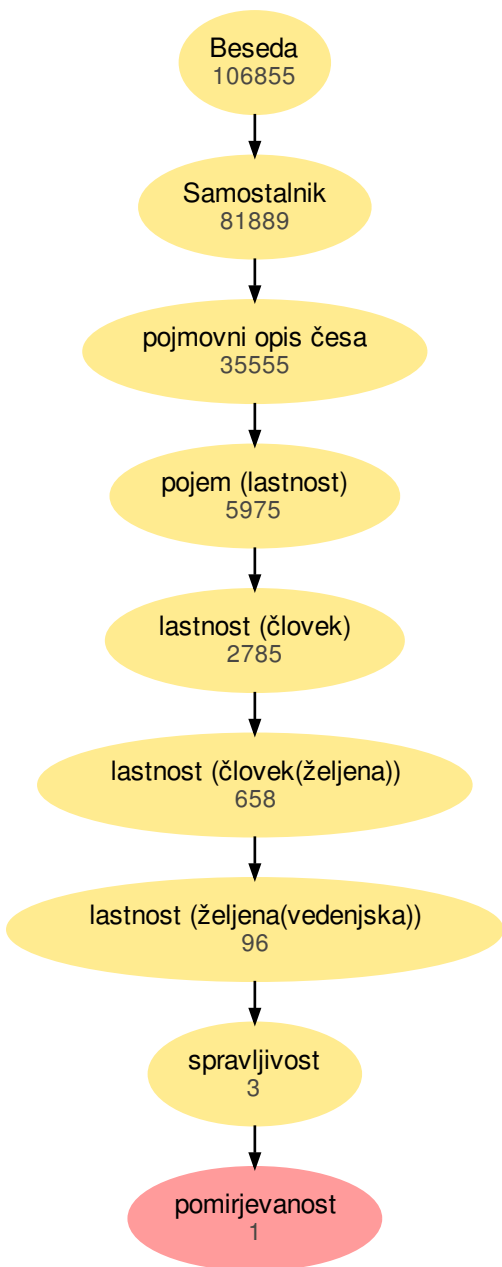 Beseda
106855
Samostalnik
81889
pojmovni opis česa
35555
pojem (lastnost)
5975
lastnost (človek)
2785
lastnost (človek(željena))
658
lastnost (željena(vedenjska))
96
spravljivost
3
pomirjevanost
1